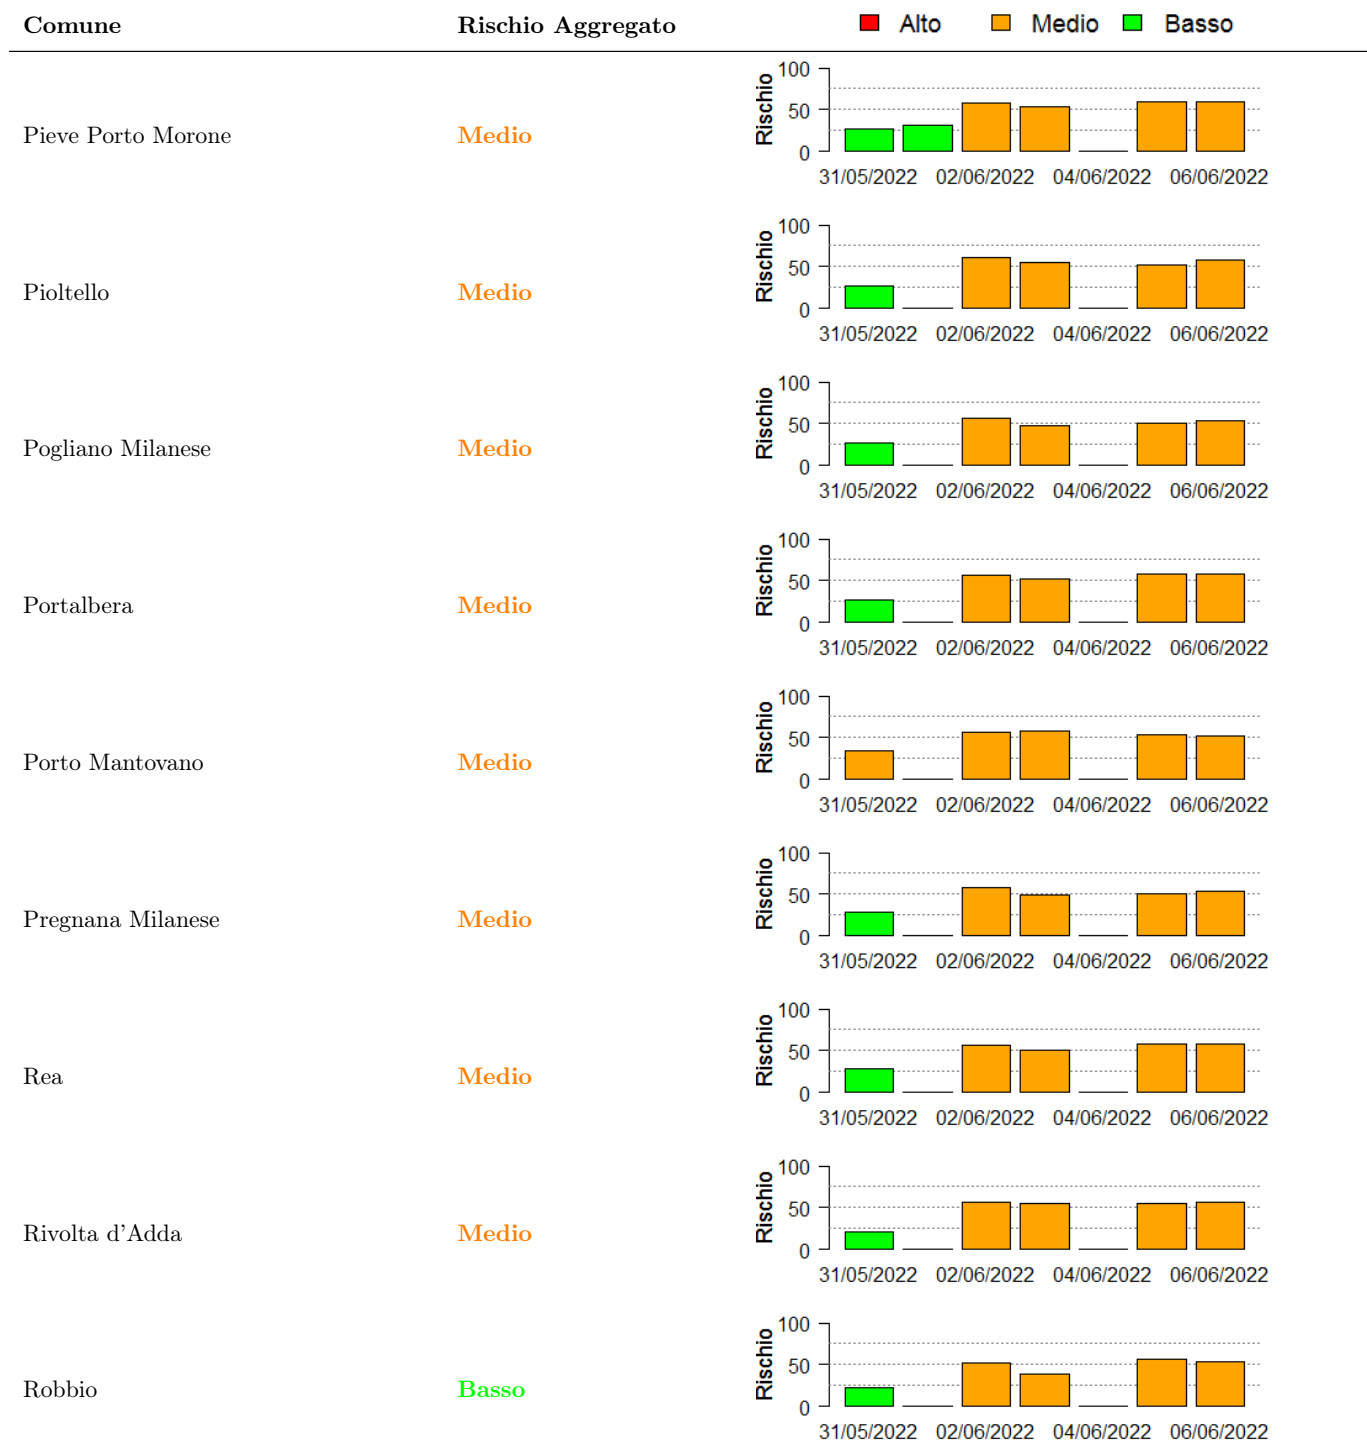 Comune Rischio Aggregato Alto Medio Basso
Pieve Porto Morone Medio Rischio 100 50 0
31/05/2022 02/06/2022 04/06/2022 06/06/2022
Pioltello Medio Rischio 100 50 0
31/05/2022 02/06/2022 04/06/2022 06/06/2022
Pogliano Milanese Medio Rischio 100 50 0
31/05/2022 02/06/2022 04/06/2022 06/06/2022
Portalbera Medio Rischio 100 50 0
31/05/2022 02/06/2022 04/06/2022 06/06/2022
Porto Mantovano Medio Rischio 100 50 0
31/05/2022 02/06/2022 04/06/2022 06/06/2022
Pregnana Milanese Medio Rischio 100 50 0
31/05/2022 02/06/2022 04/06/2022 06/06/2022
Rea Medio Rischio 100 50 0
31/05/2022 02/06/2022 04/06/2022 06/06/2022
Rivolta d'Adda Medio Rischio 100 50 0
31/05/2022 02/06/2022 04/06/2022 06/06/2022
Robbio Basso Rischio 100 50 0
31/05/2022 02/06/2022 04/06/2022 06/06/2022